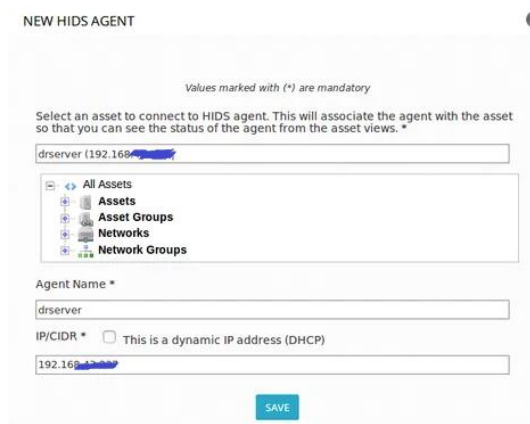 NEW HIDS AGENT
Values marked with (*) are mandatory
Select an asset to connect to HIDS agent. This will associate the agent with the asset
so that you can see the status of the agent from the asset views. *
drserver (192.168
All Assets
Assets
Asset Groups
Networks
Network Groups
Agent Name *
drserver
IP/CIDR * This is a dynamic IP address (DHCP)
192.168
SAVE